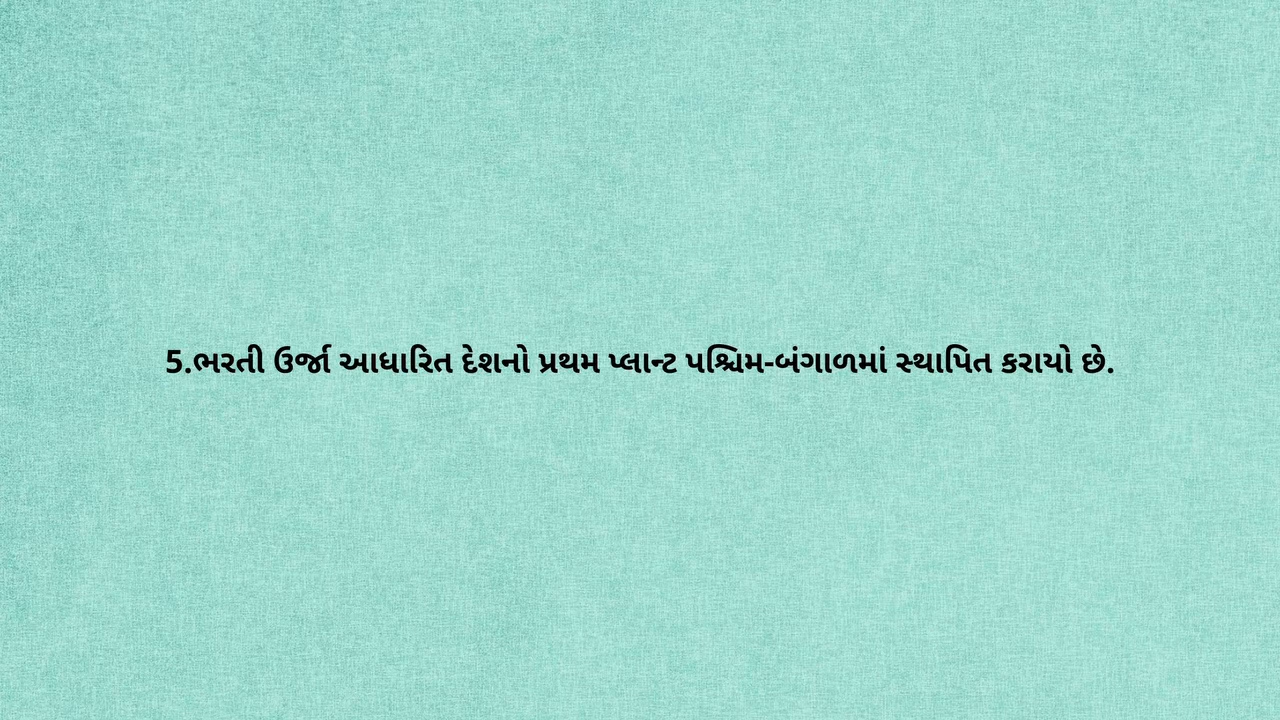 5.ભરતી ઉર્જા આધારિત દેશનો પ્રથમ પ્લાન્ટ પશ્ચિમ-બંગાળમાં સ્થાપિત કરાયો છે.